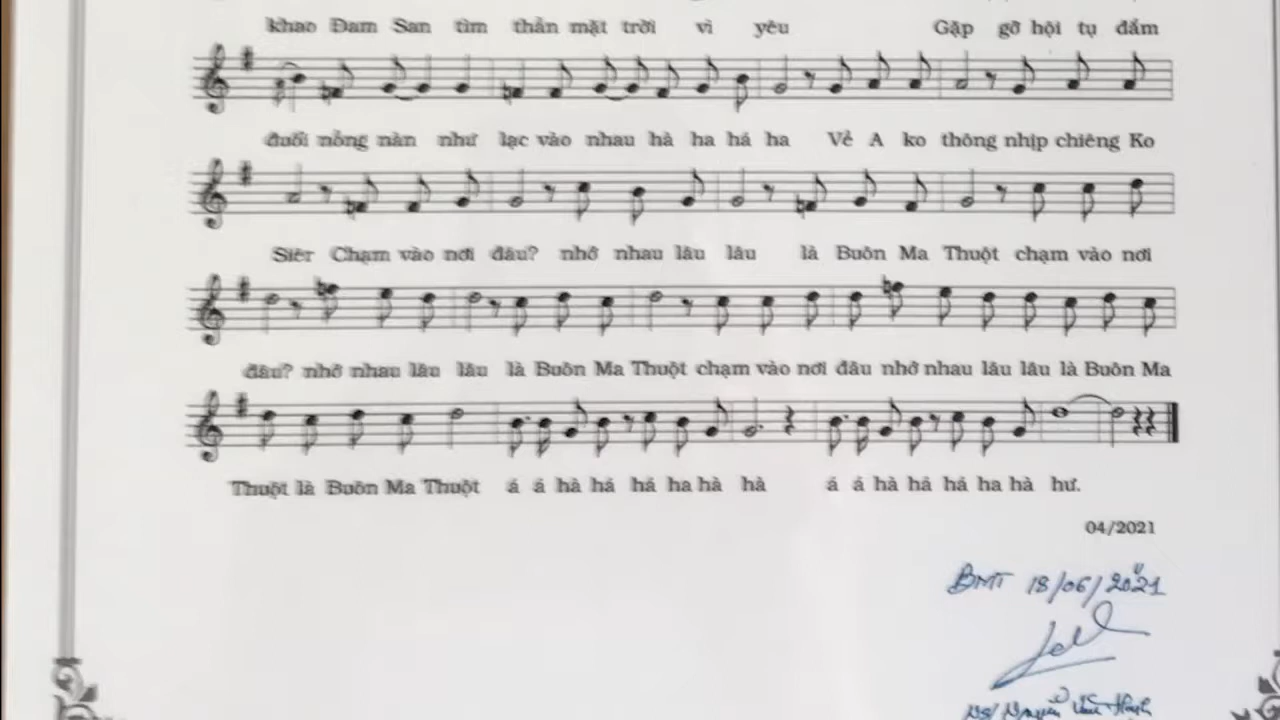 khao Đam San tìm thần mặt trời vì yêu Gặp gỡ hội tụ đắm
đuối nồng nàn như lạc vào nhau hà ha há ha Về A ko thông nhịp chiêng Ko
Siêr Chạm vào nơi đâu? nhớ nhau lâu lâu là Buôn Ma Thuột chạm vào nơi
đâu? nhớ nhau lâu lâu là Buôn Ma Thuột chạm vào nơi đâu nhớ nhau lâu lâu là Buôn Ma
Thuột là Buôn Ma Thuột á á hà há há ha hà hà á á hà há há ha hà hư.
04/2021
BMT 18/06/2021
Nguyễn Văn